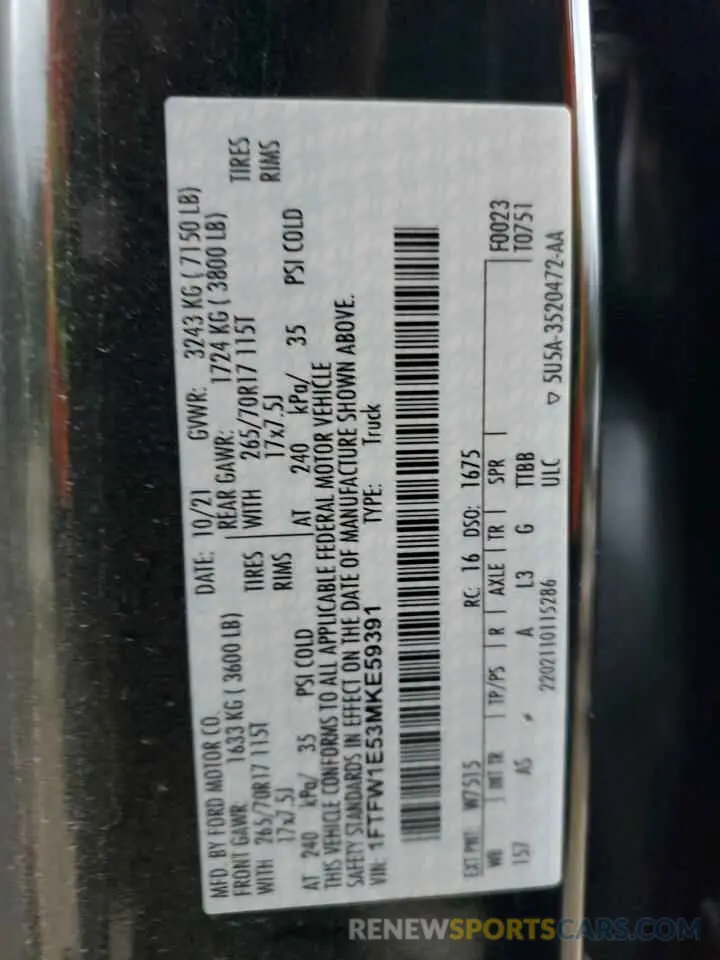 MFD. BY FORD MOTOR CO.
DATE: 10/21 GVWR: 3243 KG ( 7150 LB)
FRONT GAWR: 1633 KG ( 3600 LB)
REAR GAWR: 1724 KG ( 3800 LB)
WITH 265/70R17 115T TIRES
WITH 265/70R17 115T TIRES
17x7.5J RIMS
17x7.5J RIMS
AT 240 kPa/ 35 PSI COLD
AT 240 kPa/ 35 PSI COLD
THIS VEHICLE CONFORMS TO ALL APPLICABLE FEDERAL MOTOR VEHICLE
SAFETY STANDARDS IN EFFECT ON THE DATE OF MANUFACTURE SHOWN ABOVE.
VIN: 1FTFW1E53MKE59391 TYPE: Truck
EXT PNT: W7515 RC: 16 DSO: 1675
WB INT TR TP/PS R AXLE TR SPR F0023
157 AS A L3 G TTBB T0751
2202110115286 ULC ▽ 5U5A-3520472-AA
RENEWSPORTSCARS.COM